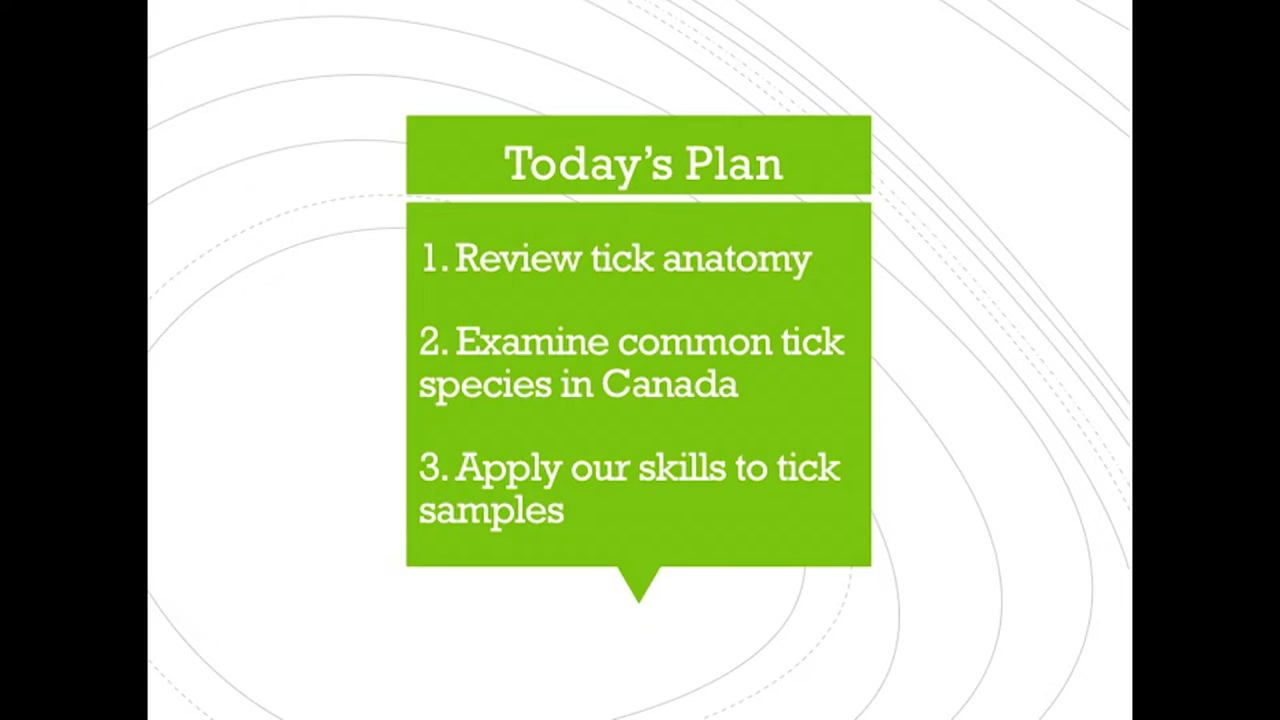 Today’s Plan
1. Review tick anatomy
2. Examine common tick
species in Canada
3. Apply our skills to tick
samples